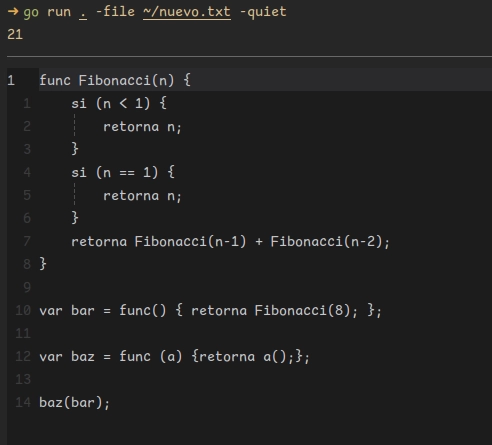 → go run . -file ~/nuevo.txt -quiet
21
1 func Fibonacci(n) {
1 si (n < 1) {
2 retorna n;
3 }
4 si (n == 1) {
5 retorna n;
6 }
7 retorna Fibonacci(n-1) + Fibonacci(n-2);
8 }
9
10 var bar = func() { retorna Fibonacci(8); };
11
12 var baz = func (a) {retorna a();};
13
14 baz(bar);